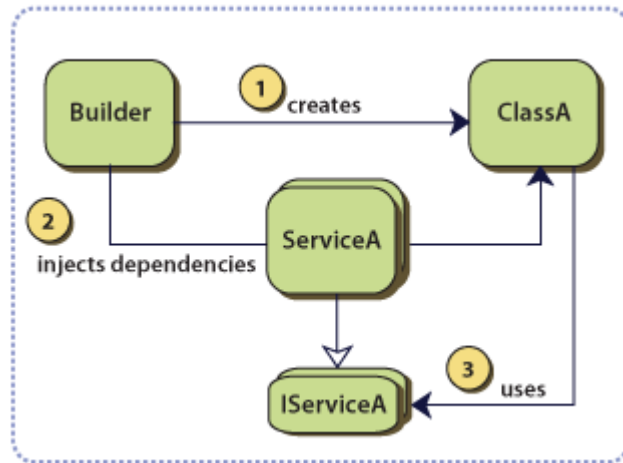 Builder
1
creates
ClassA
2
injects dependencies
ServiceA
IServiceA
3
uses